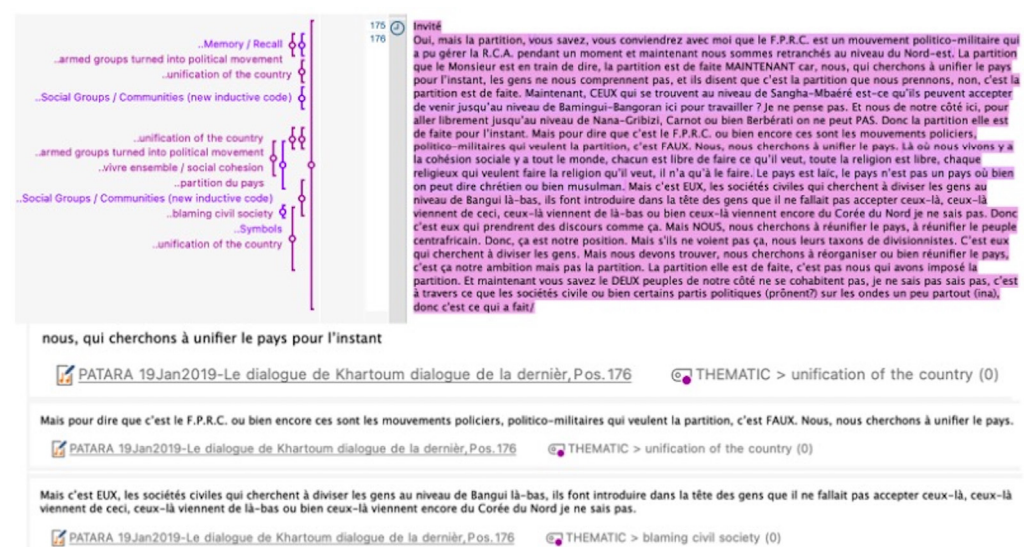 ..Memory / Recall
..armed groups turned into political movement
..unification of the country
..Social Groups / Communities (new inductive code)
..unification of the country
..armed groups turned into political movement
..vivre ensemble / social cohesion
..partition du pays
..Social Groups / Communities (new inductive code)
..blaming civil society
..Symbols
..unification of the country
175
176
Invité
Oui, mais la partition, vous savez, vous conviendrez avec moi que le F.P.R.C. est un mouvement politico-militaire qui
a pu gérer la R.C.A. pendant un moment et maintenant nous sommes retranchés au niveau du Nord-est. La partition
que le Monsieur est en train de dire, la partition est de faite MAINTENANT car, nous, qui cherchons à unifier le pays
pour l'instant, les gens ne nous comprennent pas, et ils disent que c'est la partition que nous prennons, non, c'est la
partition est de faite. Maintenant, CEUX qui se trouvent au niveau de Sangha-Mbaéré est-ce qu'ils peuvent accepter
de venir jusqu'au niveau de Bamingui-Bangoran ici pour travailler ? Je ne pense pas. Et nous de notre côté ici, pour
aller librement jusqu'au niveau de Nana-Gribizi, Carnot ou bien Berbérati on ne peut PAS. Donc la partition elle est
de faite pour l'instant. Mais pour dire que c'est le F.P.R.C. ou bien encore ces sont les mouvements policiers,
politico-militaires qui veulent la partition, c'est FAUX. Nous, nous cherchons à unifier le pays. Là où nous vivons y a
la cohésion sociale y a tout le monde, chacun est libre de faire ce qu'il veut, toute la religion est libre, chaque
religieux qui veulent faire la religion qu'il veut, il n'a qu'à le faire. Le pays est laïc, le pays n'est pas un pays où bien
on peut dire chrétien ou bien musulman. Mais c'est EUX, les sociétés civiles qui cherchent à diviser les gens au
niveau de Bangui là-bas, ils font introduire dans la tête des gens que il ne fallait pas accepter ceux-là, ceux-là
viennent de ceci, ceux-là viennent de là-bas ou bien ceux-là viennent encore du Corée du Nord je ne sais pas. Donc
c'est eux qui prendrent des discours comme ça. Mais NOUS, nous cherchons à réunifier le pays, à réunifier le peuple
centrafricain. Donc, ça est notre position. Mais s'ils ne voient pas ça, nous leurs taxons de divisionnistes. C'est eux
qui cherchent à diviser les gens. Mais nous devons trouver, nous cherchons à réorganiser ou bien réunifier le pays,
c'est ça notre ambition mais pas la partition. La partition elle est de faite, c'est pas nous qui avons imposé la
partition. Et maintenant vous savez le DEUX peuples de notre côté ne se cohabitent pas, je ne sais pas sais pas, c'est
à travers ce que les sociétés civile ou bien certains partis politiques (prônent?) sur les ondes un peu partout (ina),
donc c'est ce qui a fait/
nous, qui cherchons à unifier le pays pour l'instant
PATARA 19Jan2019-Le dialogue de Khartoum dialogue de la dernièr, Pos. 176 THEMATIC > unification of the country (0)
Mais pour dire que c'est le F.P.R.C. ou bien encore ces sont les mouvements policiers, politico-militaires qui veulent la partition, c'est FAUX. Nous, nous cherchons à unifier le pays.
PATARA 19Jan2019-Le dialogue de Khartoum dialogue de la dernièr, Pos. 176 THEMATIC > unification of the country (0)
Mais c'est EUX, les sociétés civiles qui cherchent à diviser les gens au niveau de Bangui là-bas, ils font introduire dans la tête des gens que il ne fallait pas accepter ceux-là, ceux-là
viennent de ceci, ceux-là viennent de là-bas ou bien ceux-là viennent encore du Corée du Nord je ne sais pas.
PATARA 19Jan2019-Le dialogue de Khartoum dialogue de la dernièr, Pos. 176 THEMATIC > blaming civil society (0)